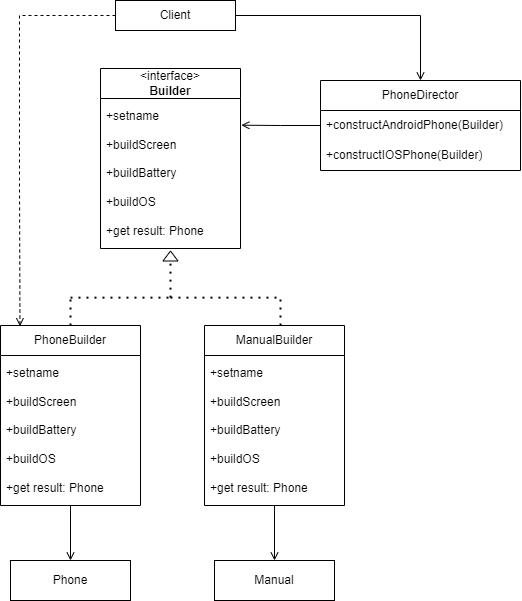 Client
<interface>
Builder
+setname
+buildScreen
+buildBattery
+buildOS
+get result: Phone
PhoneDirector
+constructAndroidPhone(Builder)
+constructIOSPhone(Builder)
PhoneBuilder
+setname
+buildScreen
+buildBattery
+buildOS
+get result: Phone
ManualBuilder
+setname
+buildScreen
+buildBattery
+buildOS
+get result: Phone
Phone
Manual